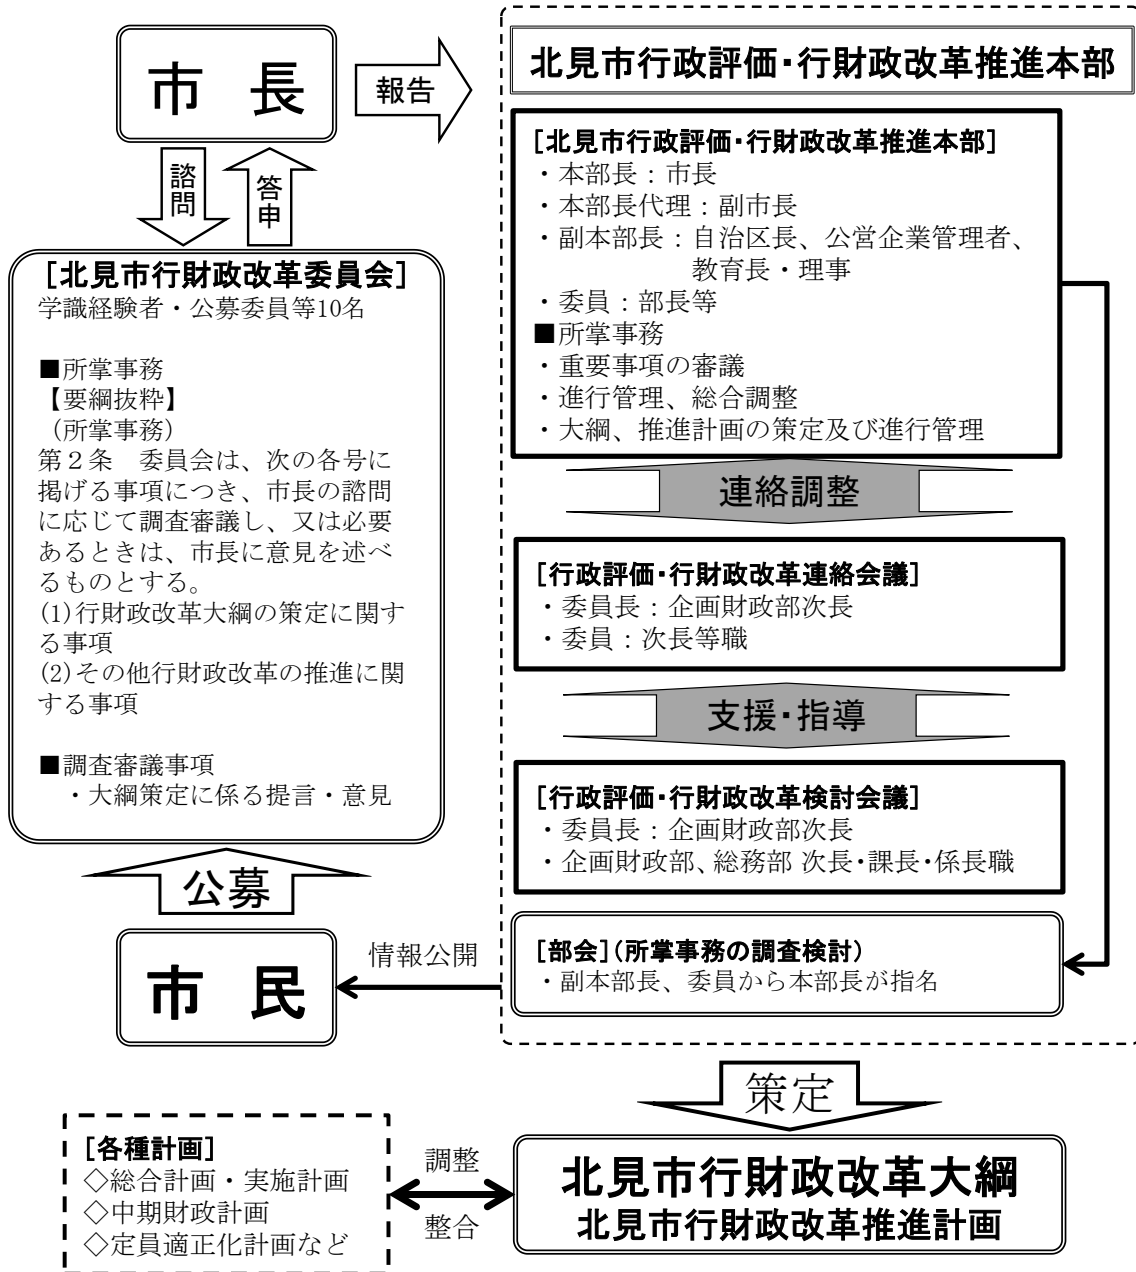 市 長
報告
諮問
答申
[北見市行財政改革委員会]
学識経験者・公募委員等10名
■所掌事務
【要綱抜粋】
（所掌事務）
第２条　委員会は、次の各号に
掲げる事項につき、市長の諮問
に応じて調査審議し、又は必要
あるときは、市長に意見を述べ
るものとする。
(1)行財政改革大綱の策定に関す
る事項
(2)その他行財政改革の推進に関
する事項
■調査審議事項
・大綱策定に係る提言・意見
公募
市 民
情報公開
北見市行政評価・行財政改革推進本部
[北見市行政評価・行財政改革推進本部]
・本部長：市長
・本部長代理：副市長
・副本部長：自治区長、公営企業管理者、
教育長・理事
・委員：部長等
■所掌事務
・重要事項の審議
・進行管理、総合調整
・大綱、推進計画の策定及び進行管理
連絡調整
[行政評価・行財政改革連絡会議]
・委員長：企画財政部次長
・委員：次長等職
支援・指導
[行政評価・行財政改革検討会議]
・委員長：企画財政部次長
・企画財政部、総務部 次長・課長・係長職
[部会](所掌事務の調査検討)
・副本部長、委員から本部長が指名
策定
[各種計画]
◇総合計画・実施計画
◇中期財政計画
◇定員適正化計画など
調整
整合
北見市行財政改革大綱
北見市行財政改革推進計画